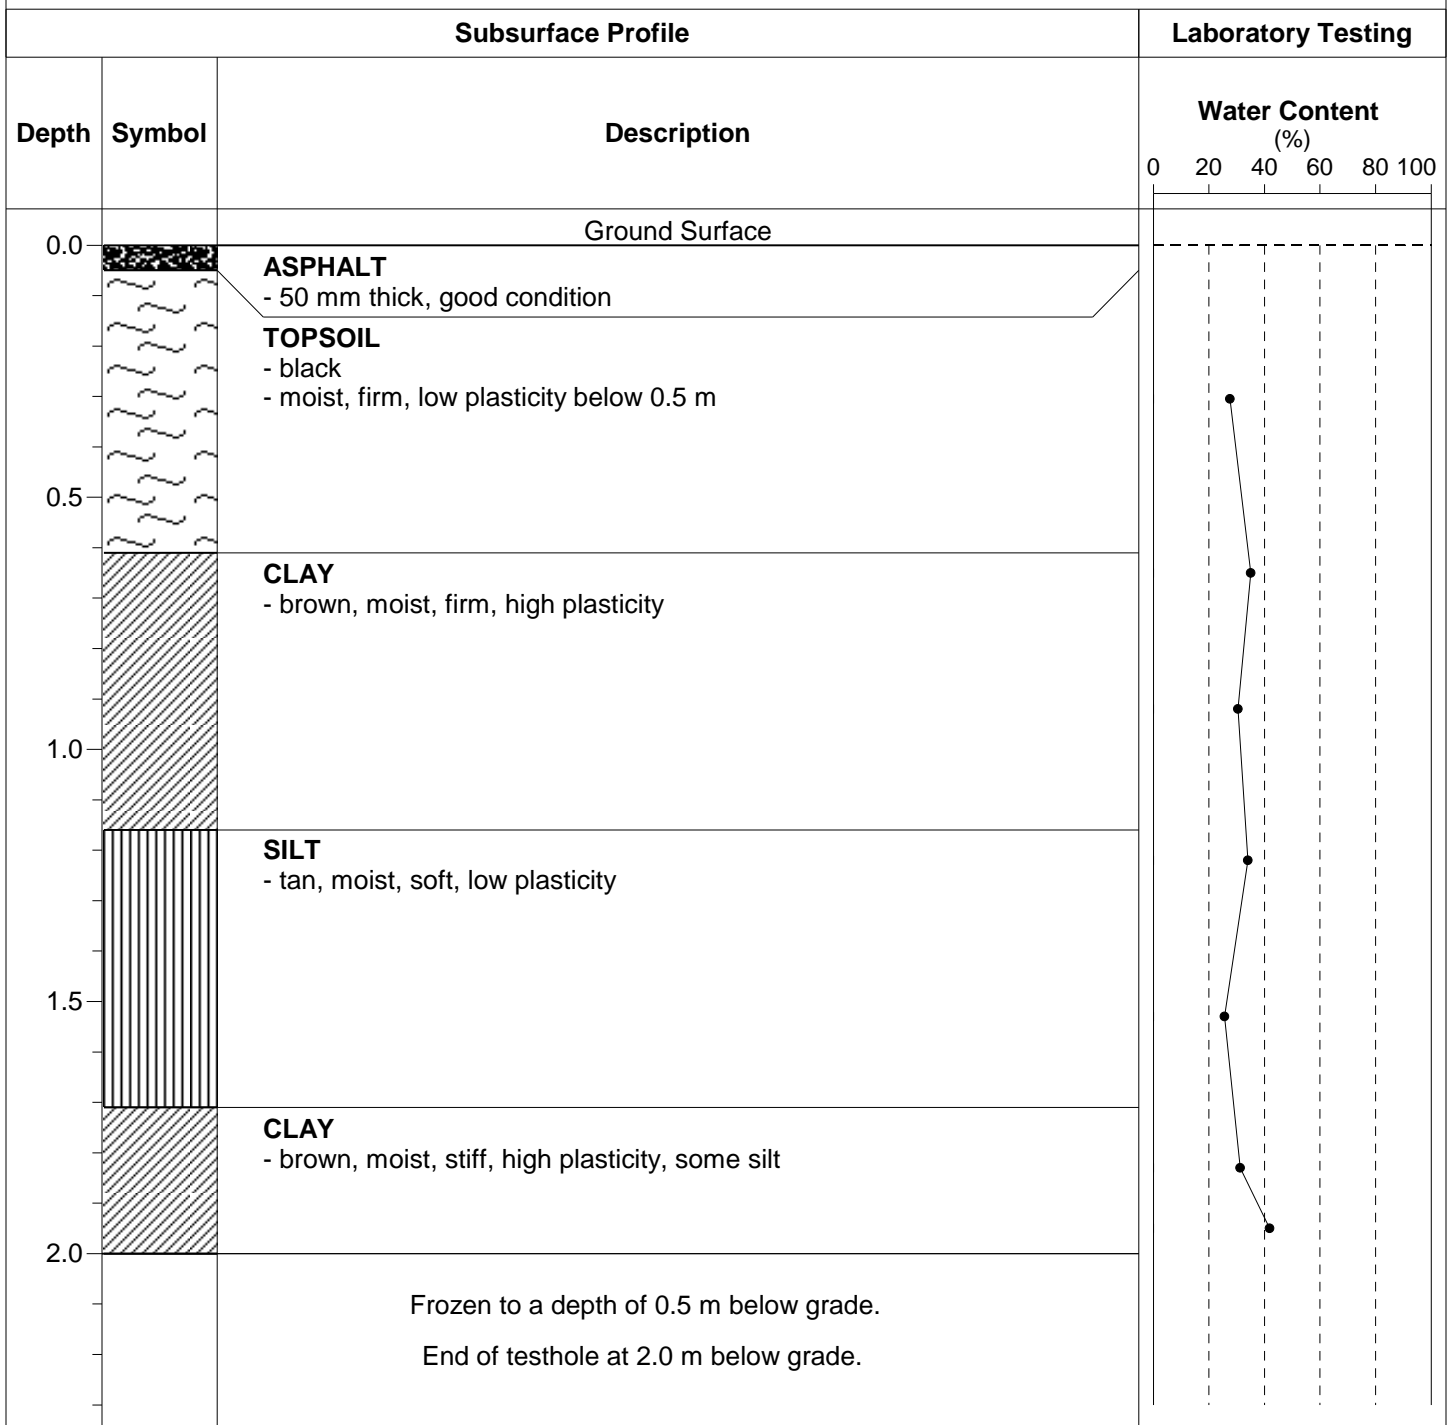 Subsurface Profile
Laboratory Testing
Depth
Symbol
Description
Water Content
(%)
0 20 40 60 80 100
Ground Surface
0.0
ASPHALT
- 50 mm thick, good condition
TOPSOIL
- black
- moist, firm, low plasticity below 0.5 m
0.5
CLAY
- brown, moist, firm, high plasticity
1.0
SILT
- tan, moist, soft, low plasticity
1.5
CLAY
- brown, moist, stiff, high plasticity, some silt
2.0
Frozen to a depth of 0.5 m below grade.
End of testhole at 2.0 m below grade.